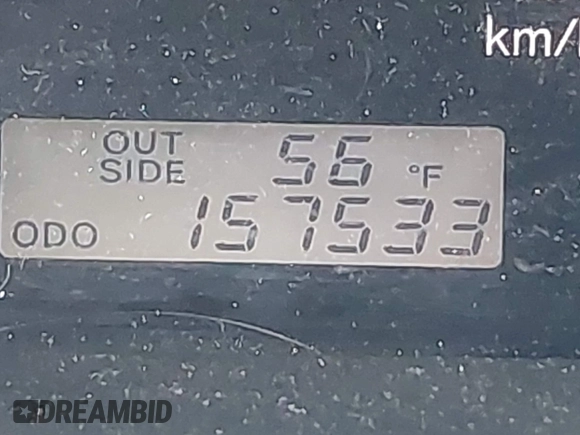 km/
OUT
SIDE
56 °F
ODO 157533
DREAMBID